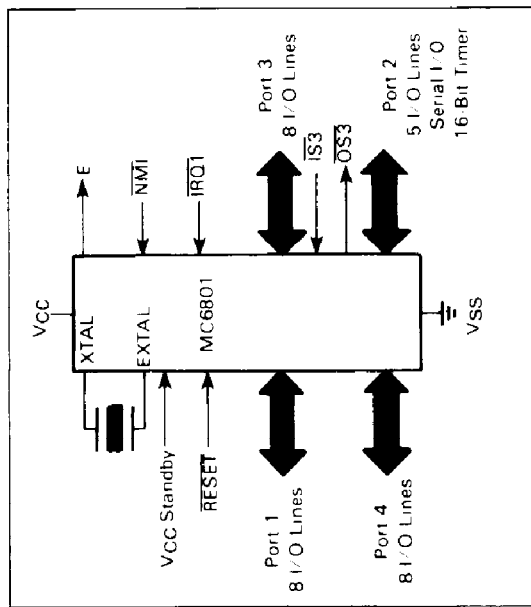 VCC
XTAL
EXTAL
MC6801
VCC Standby
RESET
Port 1
8 I/O Lines
Port 4
8 I/O Lines
E
NMI
IRQ1
Port 3
8 I/O Lines
IS3
OS3
Port 2
5 I/O Lines
Serial I/O
16-Bit Timer
VSS